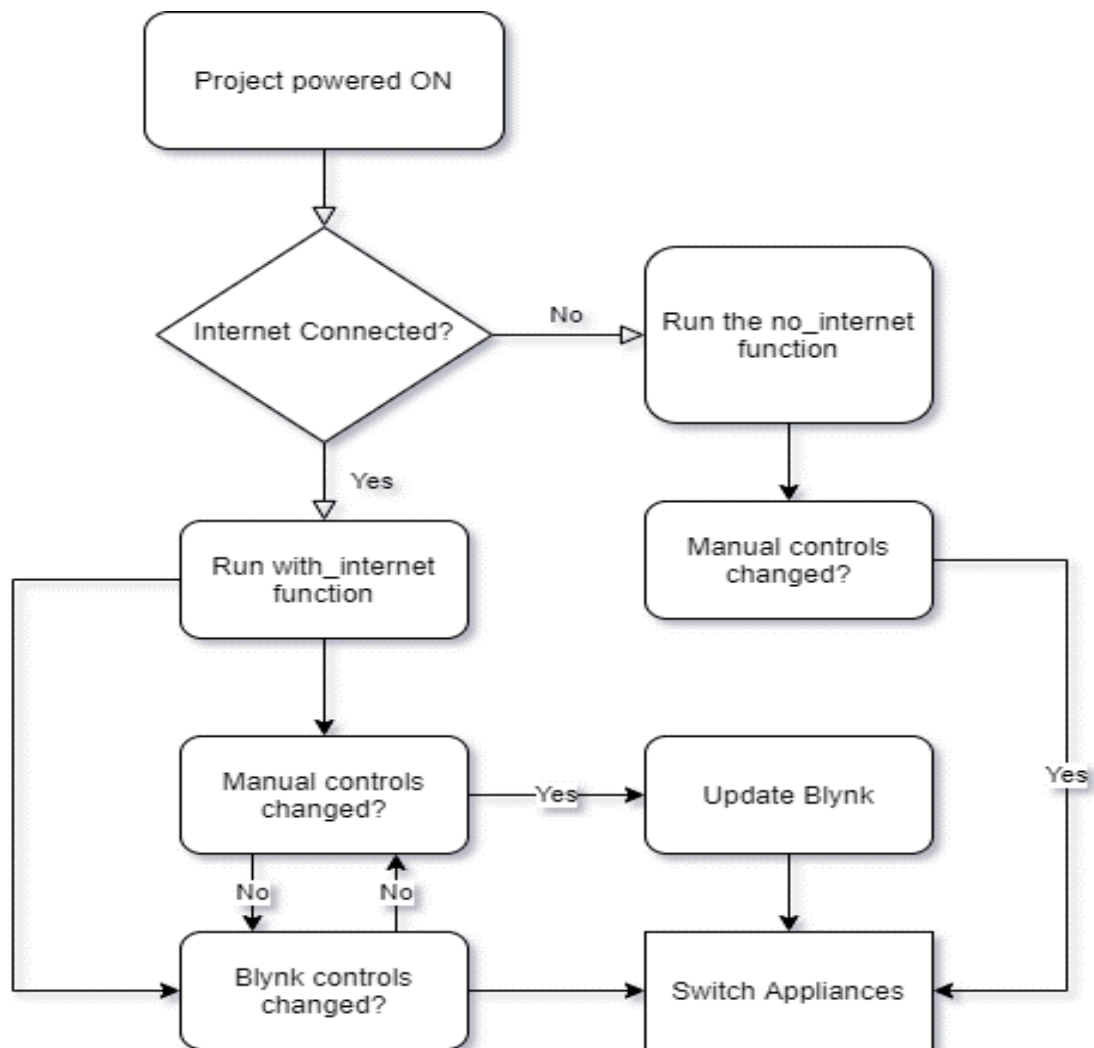 Project powered ON
Internet Connected?
No
Run the no_internet
function
Yes
Run with_internet
function
Manual controls
changed?
Manual controls
changed?
Yes
Update Blynk
Yes
No
No
Blynk controls
changed?
Switch Appliances